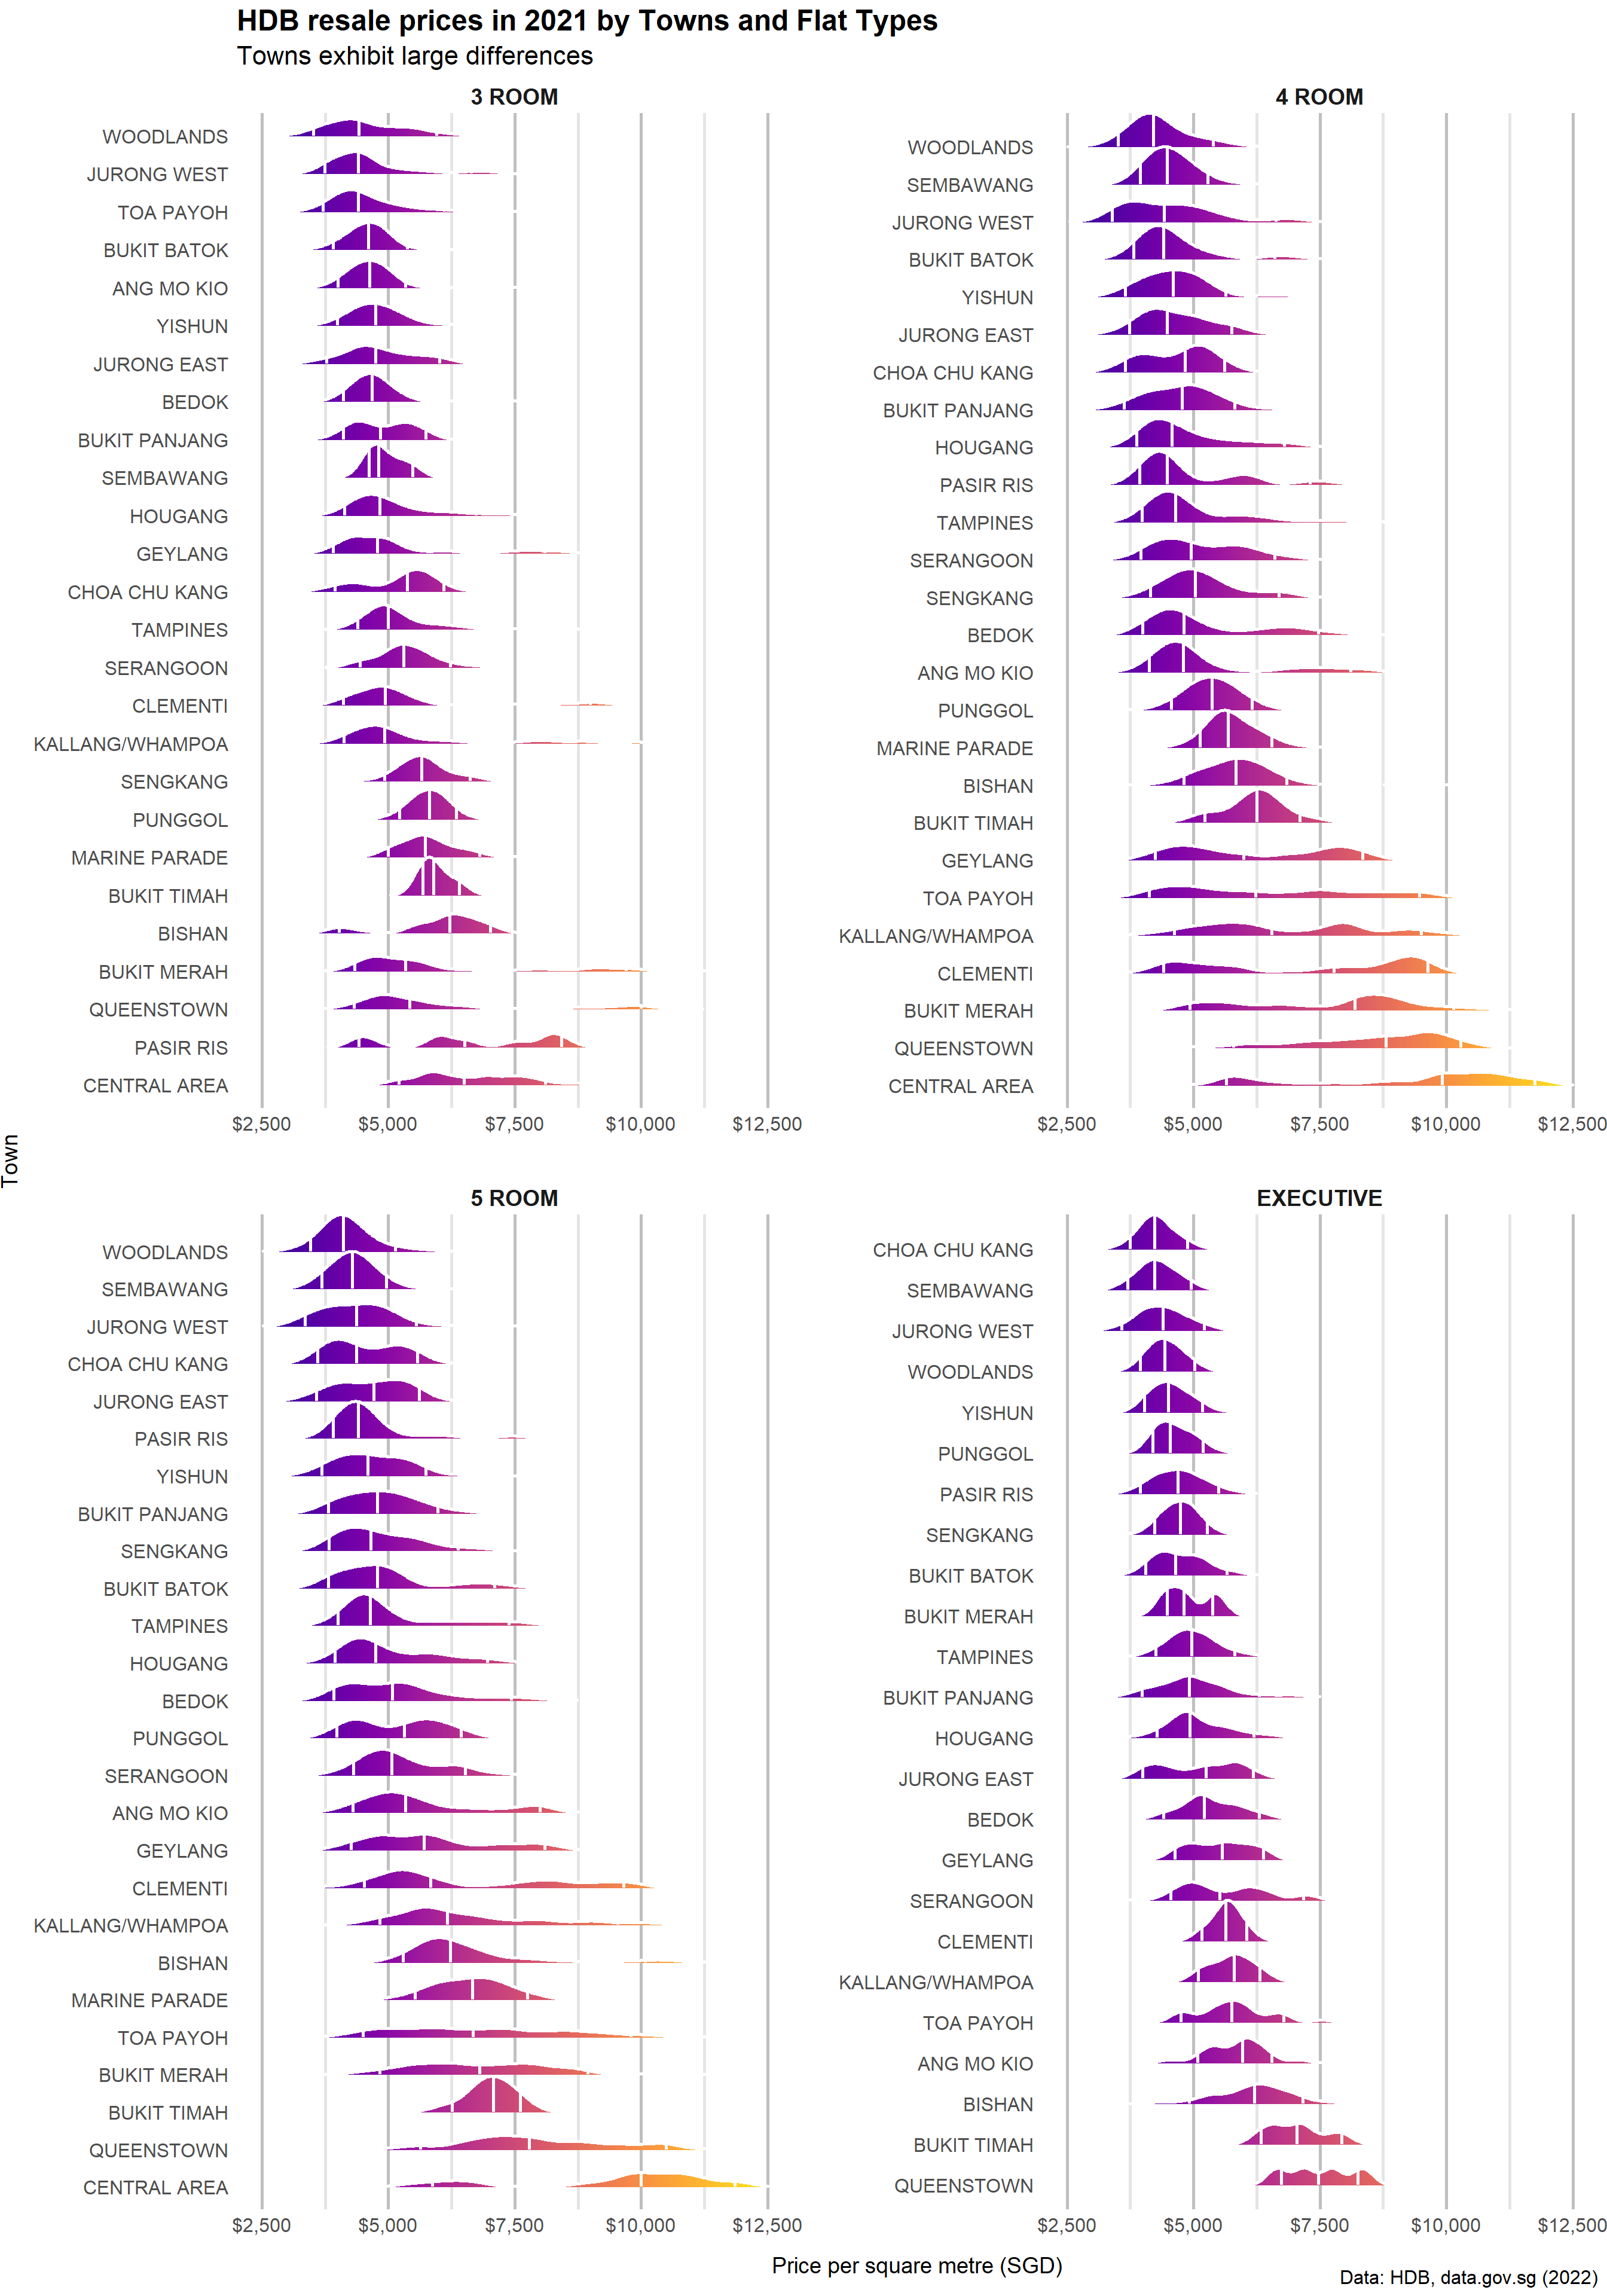 HDB resale prices in 2021 by Towns and Flat Types
Towns exhibit large differences
3 ROOM
WOODLANDS
JURONG WEST
TOA PAYOH
BUKIT BATOK
ANG MO KIO
YISHUN
JURONG EAST
BEDOK
BUKIT PANJANG
SEMBAWANG
HOUGANG
GEYLANG
CHOA CHU KANG
TAMPINES
SERANGOON
CLEMENTI
KALLANG/WHAMPOA
SENGKANG
PUNGGOL
MARINE PARADE
BUKIT TIMAH
BISHAN
BUKIT MERAH
QUEENSTOWN
PASIR RIS
CENTRAL AREA
$2,500 $5,000 $7,500 $10,000 $12,500
4 ROOM
WOODLANDS
SEMBAWANG
JURONG WEST
BUKIT BATOK
YISHUN
JURONG EAST
CHOA CHU KANG
BUKIT PANJANG
HOUGANG
PASIR RIS
TAMPINES
SERANGOON
SENGKANG
BEDOK
ANG MO KIO
PUNGGOL
MARINE PARADE
BISHAN
BUKIT TIMAH
GEYLANG
TOA PAYOH
KALLANG/WHAMPOA
CLEMENTI
BUKIT MERAH
QUEENSTOWN
CENTRAL AREA
$2,500 $5,000 $7,500 $10,000 $12,500
Town
5 ROOM
WOODLANDS
SEMBAWANG
JURONG WEST
CHOA CHU KANG
JURONG EAST
PASIR RIS
YISHUN
BUKIT PANJANG
SENGKANG
BUKIT BATOK
TAMPINES
HOUGANG
BEDOK
PUNGGOL
SERANGOON
ANG MO KIO
GEYLANG
CLEMENTI
KALLANG/WHAMPOA
BISHAN
MARINE PARADE
TOA PAYOH
BUKIT MERAH
BUKIT TIMAH
QUEENSTOWN
CENTRAL AREA
$2,500 $5,000 $7,500 $10,000 $12,500
EXECUTIVE
CHOA CHU KANG
SEMBAWANG
JURONG WEST
WOODLANDS
YISHUN
PUNGGOL
PASIR RIS
SENGKANG
BUKIT BATOK
BUKIT MERAH
TAMPINES
BUKIT PANJANG
HOUGANG
JURONG EAST
BEDOK
GEYLANG
SERANGOON
CLEMENTI
KALLANG/WHAMPOA
TOA PAYOH
ANG MO KIO
BISHAN
BUKIT TIMAH
QUEENSTOWN
$2,500 $5,000 $7,500 $10,000 $12,500
Price per square metre (SGD)
Data: HDB, data.gov.sg (2022)